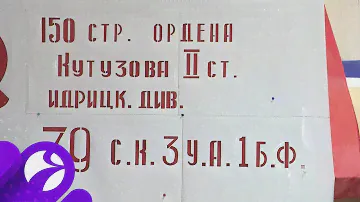 150 СТР. ОРДЕНА
КУТУЗОВА II СТ.
ИДРИЦК. ДИВ.
79 С.К. 3 У.А. 1 Б.Ф.